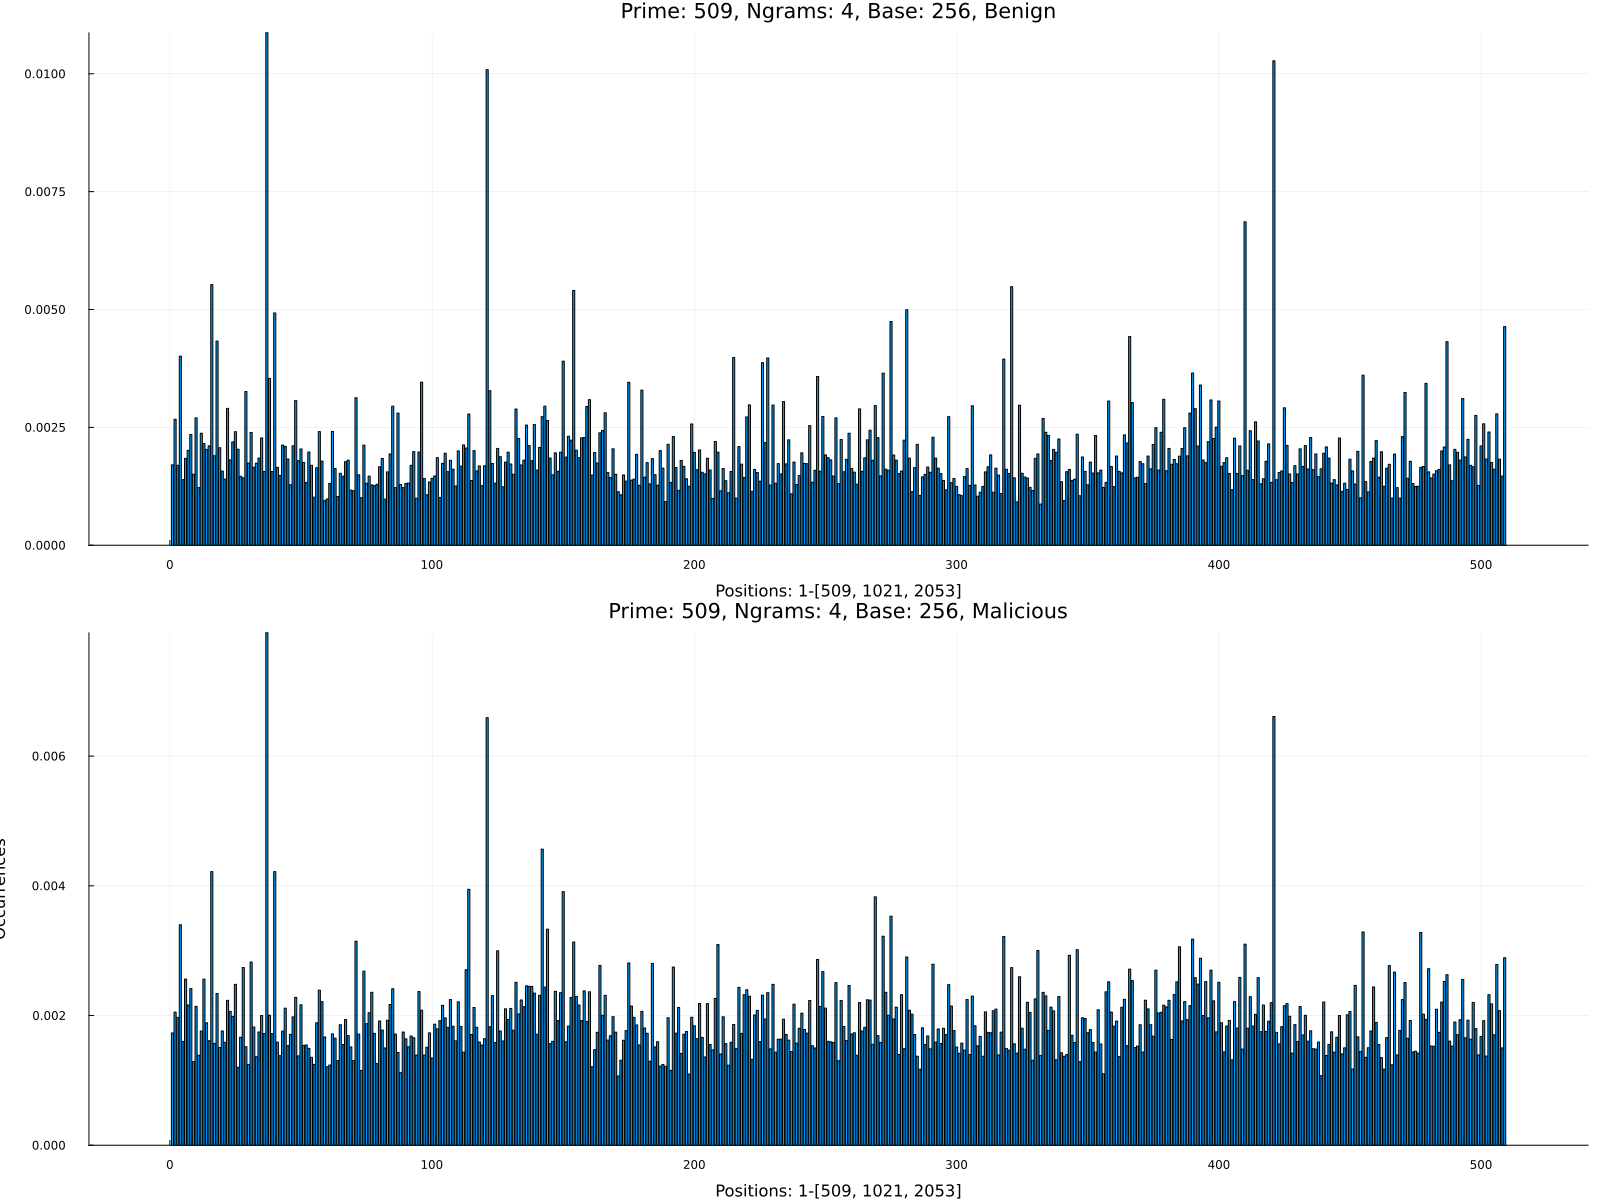 Prime: 509, Ngrams: 4, Base: 256, Benign
0.0100
0.0075
0.0050
0.0025
0.0000
0 100 200 300 400 500
Positions: 1-[509, 1021, 2053]
Prime: 509, Ngrams: 4, Base: 256, Malicious
0.006
0.004
0.002
0.000
Occurrences
0 100 200 300 400 500
Positions: 1-[509, 1021, 2053]